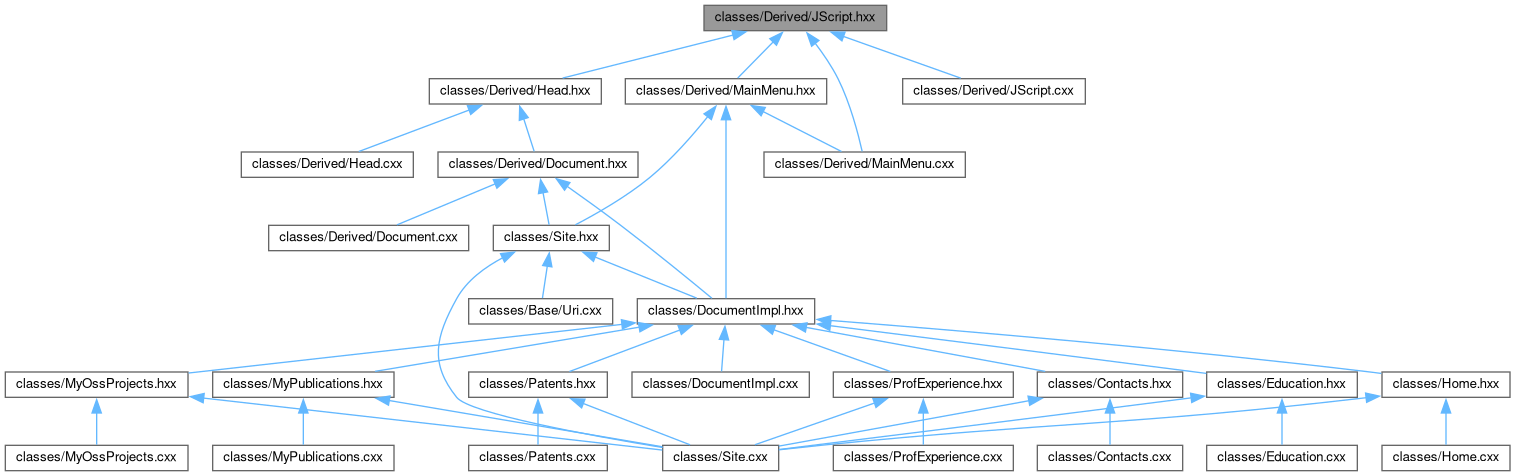 classes/Derived/JScript.hxx
classes/Derived/Head.hxx
classes/Derived/MainMenu.hxx
classes/Derived/JScript.cxx
classes/Derived/Head.cxx
classes/Derived/Document.hxx
classes/Derived/MainMenu.cxx
classes/Derived/Document.cxx
classes/Site.hxx
classes/Base/Uri.cxx
classes/DocumentImpl.hxx
classes/MyOssProjects.hxx
classes/MyPublications.hxx
classes/Patents.hxx
classes/DocumentImpl.cxx
classes/ProfExperience.hxx
classes/Contacts.hxx
classes/Education.hxx
classes/Home.hxx
classes/MyOssProjects.cxx
classes/MyPublications.cxx
classes/Patents.cxx
classes/Site.cxx
classes/ProfExperience.cxx
classes/Contacts.cxx
classes/Education.cxx
classes/Home.cxx